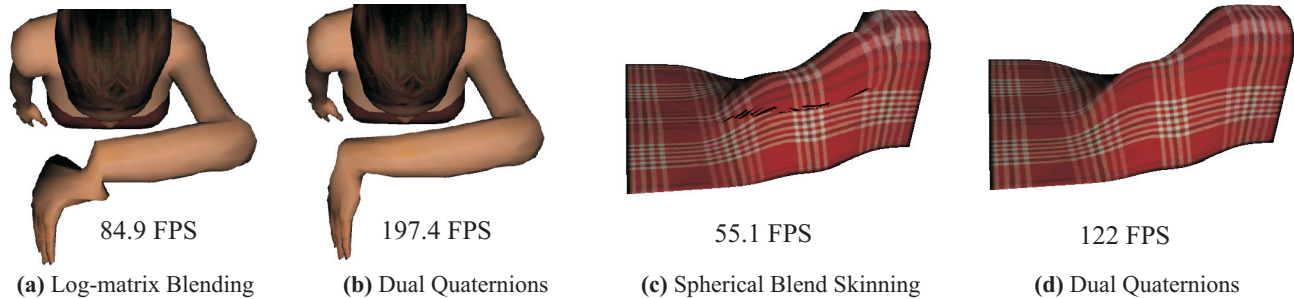 84.9 FPS
197.4 FPS
55.1 FPS
122 FPS
(a) Log-matrix Blending
(b) Dual Quaternions
(c) Spherical Blend Skinning
(d) Dual Quaternions